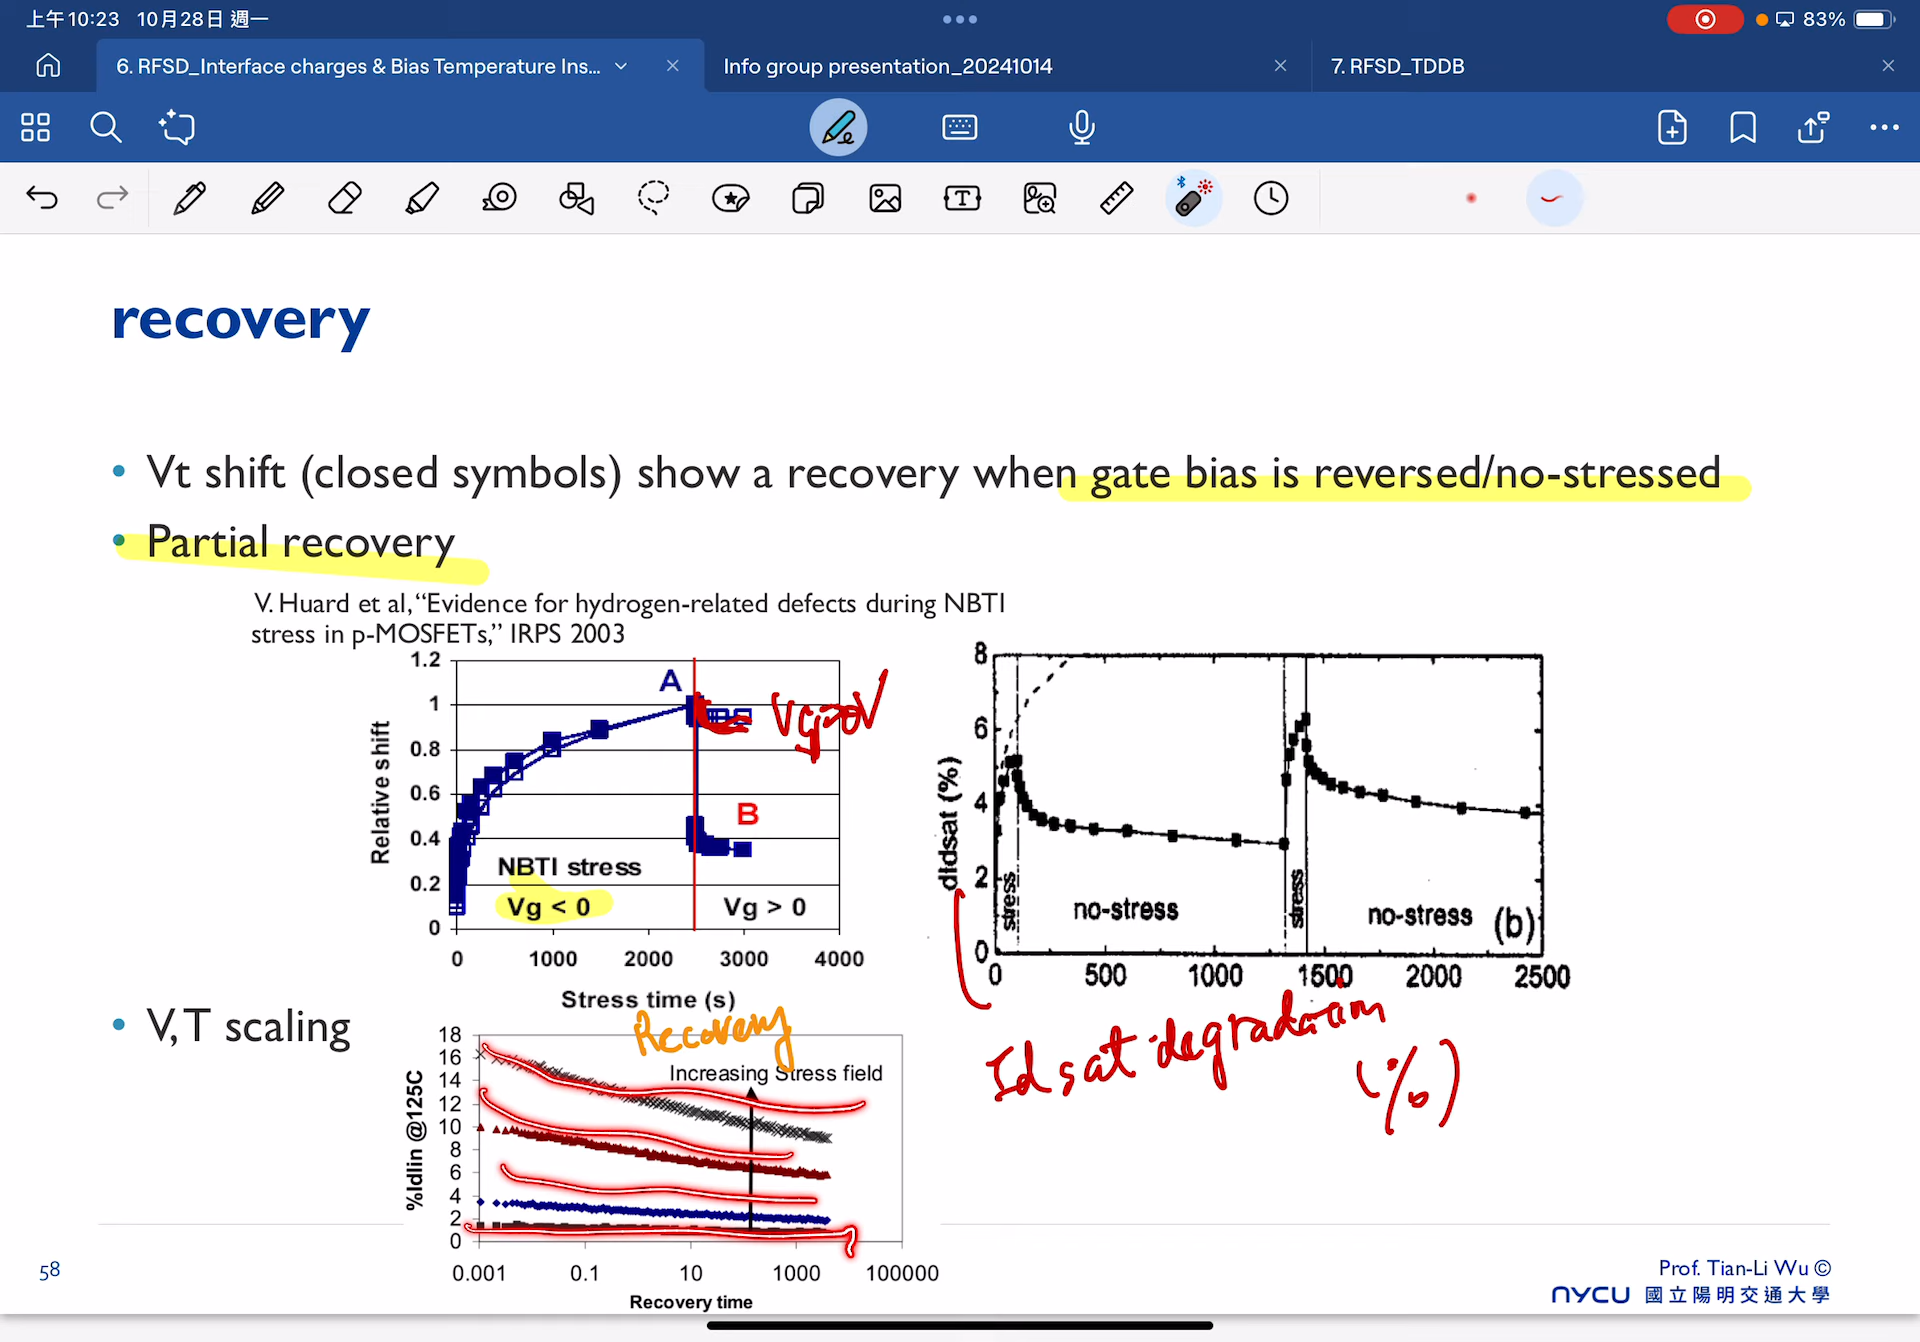 上午10:23 10月28日 週一
83%
6. RFSD_Interface charges & Bias Temperature Ins...
Info group presentation_20241014
7. RFSD_TDDB
recovery
• Vt shift (closed symbols) show a recovery when gate bias is reversed/no-stressed
• Partial recovery
V. Huard et al, “Evidence for hydrogen-related defects during NBTI
stress in p-MOSFETs,” IRPS 2003
Relative shift
1.2
1
0.8
0.6
0.4
0.2
0
A
B
NBTI stress
Vg < 0
Vg > 0
0 1000 2000 3000 4000
Stress time (s)
dIdsat (%)
8
6
4
2
0
stress
no-stress
stress
no-stress
(b)
0 500 1000 1500 2000 2500
Idsat degradation
(%)
• V,T scaling
Recovery
Increasing Stress field
%Idlin @125C
18
16
14
12
10
8
6
4
2
0
0.001 0.1 10 1000 100000
Recovery time
58
Prof. Tian-Li Wu ©
NYCU 國立陽明交通大學